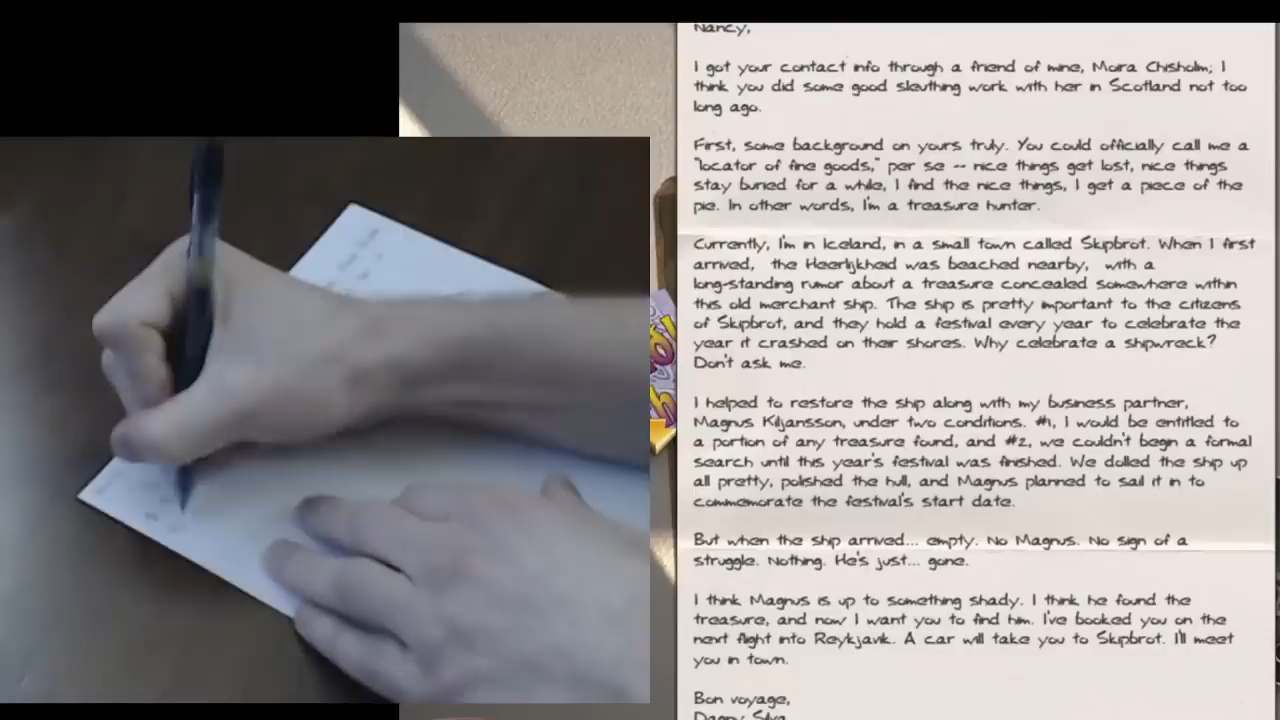 Nancy,
I got your contact info through a friend of mine, Moira Chisholm; I
think you did some good sleuthing work with her in Scotland not too
long ago.
First, some background on yours truly. You could officially call me a
"locator of fine goods," per se -- nice things get lost, nice things
stay buried for a while, I find the nice things, I get a piece of the
pie. In other words, I'm a treasure hunter.
Currently, I'm in Iceland, in a small town called Skipbrot. When I first
arrived, the Heerlijkheid was beached nearby, with a
long-standing rumor about a treasure concealed somewhere within
this old merchant ship. The ship is pretty important to the citizens
of Skipbrot, and they hold a festival every year to celebrate the
year it crashed on their shores. Why celebrate a shipwreck?
Don't ask me.
I helped to restore the ship along with my business partner,
Magnus Kiljansson, under two conditions. #1, I would be entitled to
a portion of any treasure found, and #2, we couldn't begin a formal
search until this year's festival was finished. We dolled the ship up
all pretty, polished the hull, and Magnus planned to sail it in to
commemorate the festival's start date.
But when the ship arrived... empty. No Magnus. No sign of a
struggle. Nothing. He's just... gone.
I think Magnus is up to something shady. I think he found the
treasure, and now I want you to find him. I've booked you on the
next flight into Reykjavik. A car will take you to Skipbrot. I'll meet
you in town.
Bon voyage,
Dagny Silva